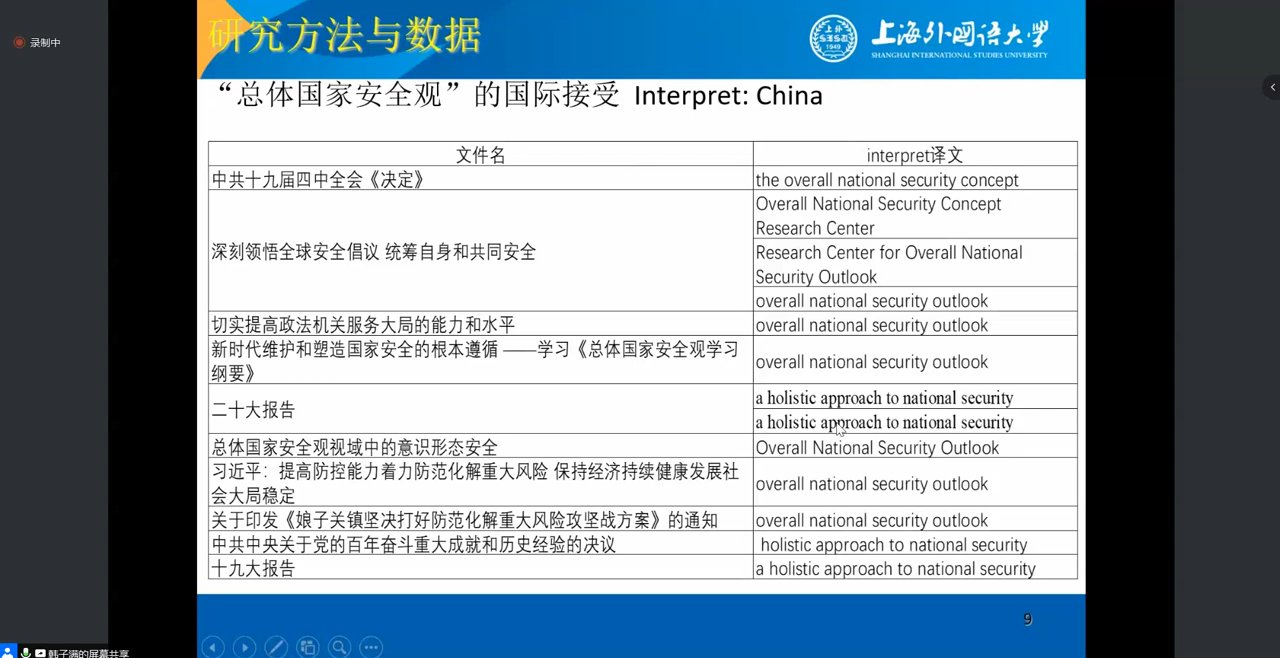 录制中
研究方法与数据
上外
SISU
1949
上海外国语大学
SHANGHAI INTERNATIONAL STUDIES UNIVERSITY
“总体国家安全观”的国际接受 Interpret: China
文件名
interpret译文
中共十九届四中全会《决定》
the overall national security concept
深刻领悟全球安全倡议 统筹自身和共同安全
Overall National Security Concept
Research Center
Research Center for Overall National
Security Outlook
overall national security outlook
切实提高政法机关服务大局的能力和水平
overall national security outlook
新时代维护和塑造国家安全的根本遵循 ——学习《总体国家安全观学习
纲要》
overall national security outlook
二十大报告
a holistic approach to national security
a holistic approach to national security
总体国家安全观视域中的意识形态安全
Overall National Security Outlook
习近平：提高防控能力着力防范化解重大风险 保持经济持续健康发展社
会大局稳定
overall national security outlook
关于印发《娘子关镇坚决打好防范化解重大风险攻坚战方案》的通知
overall national security outlook
中共中央关于党的百年奋斗重大成就和历史经验的决议
holistic approach to national security
十九大报告
a holistic approach to national security
9
韩子满的屏幕共享